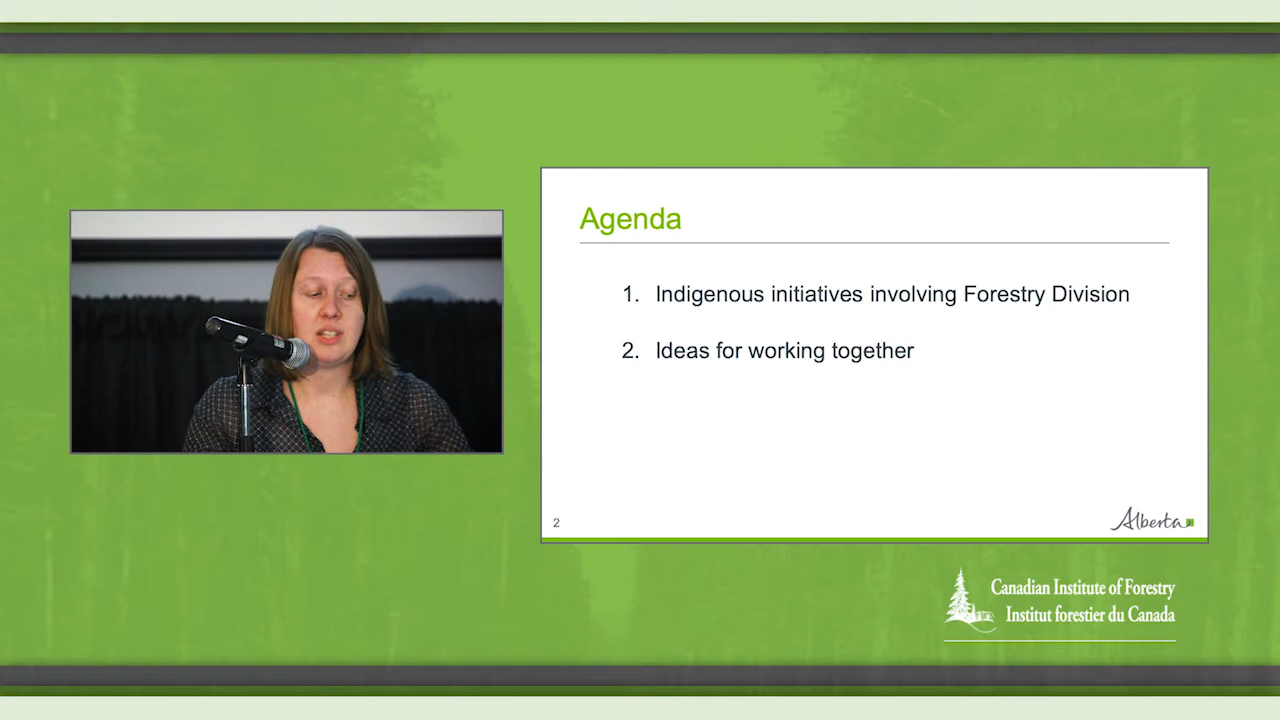 Agenda
1. Indigenous initiatives involving Forestry Division
2. Ideas for working together
2
Alberta
Canadian Institute of Forestry
Institut forestier du Canada